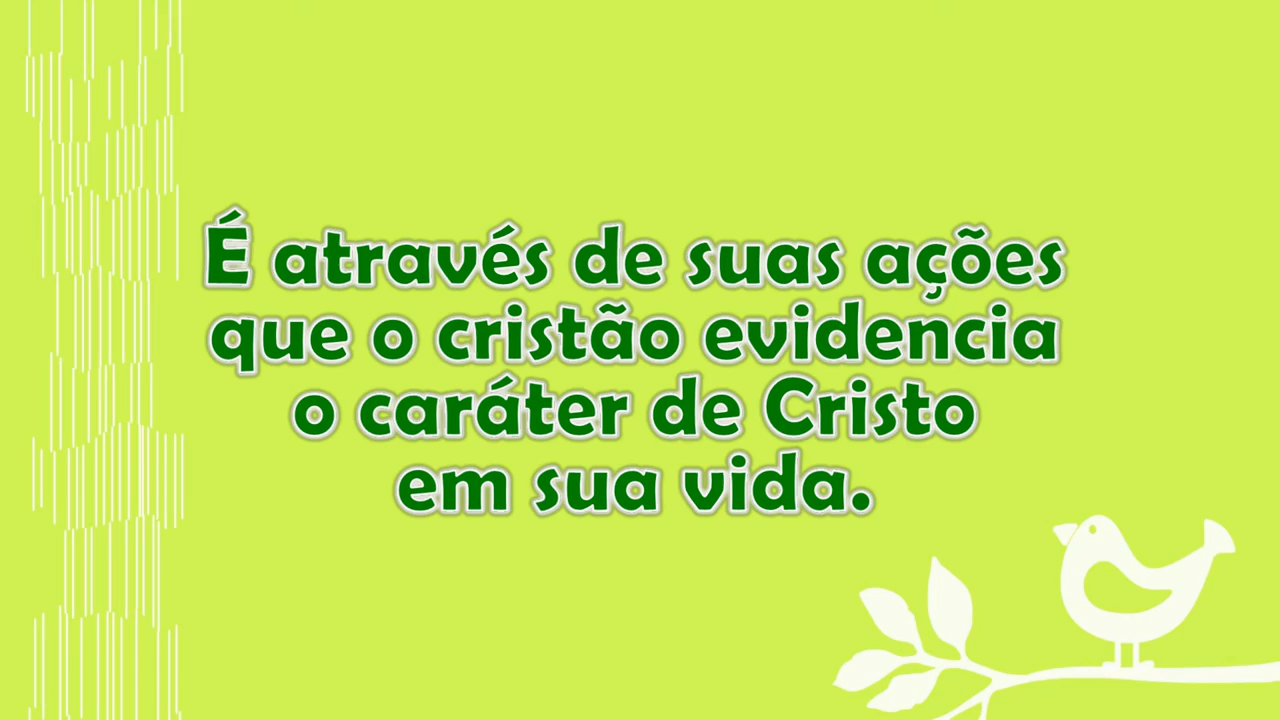 É através de suas ações
que o cristão evidencia
o caráter de Cristo
em sua vida.